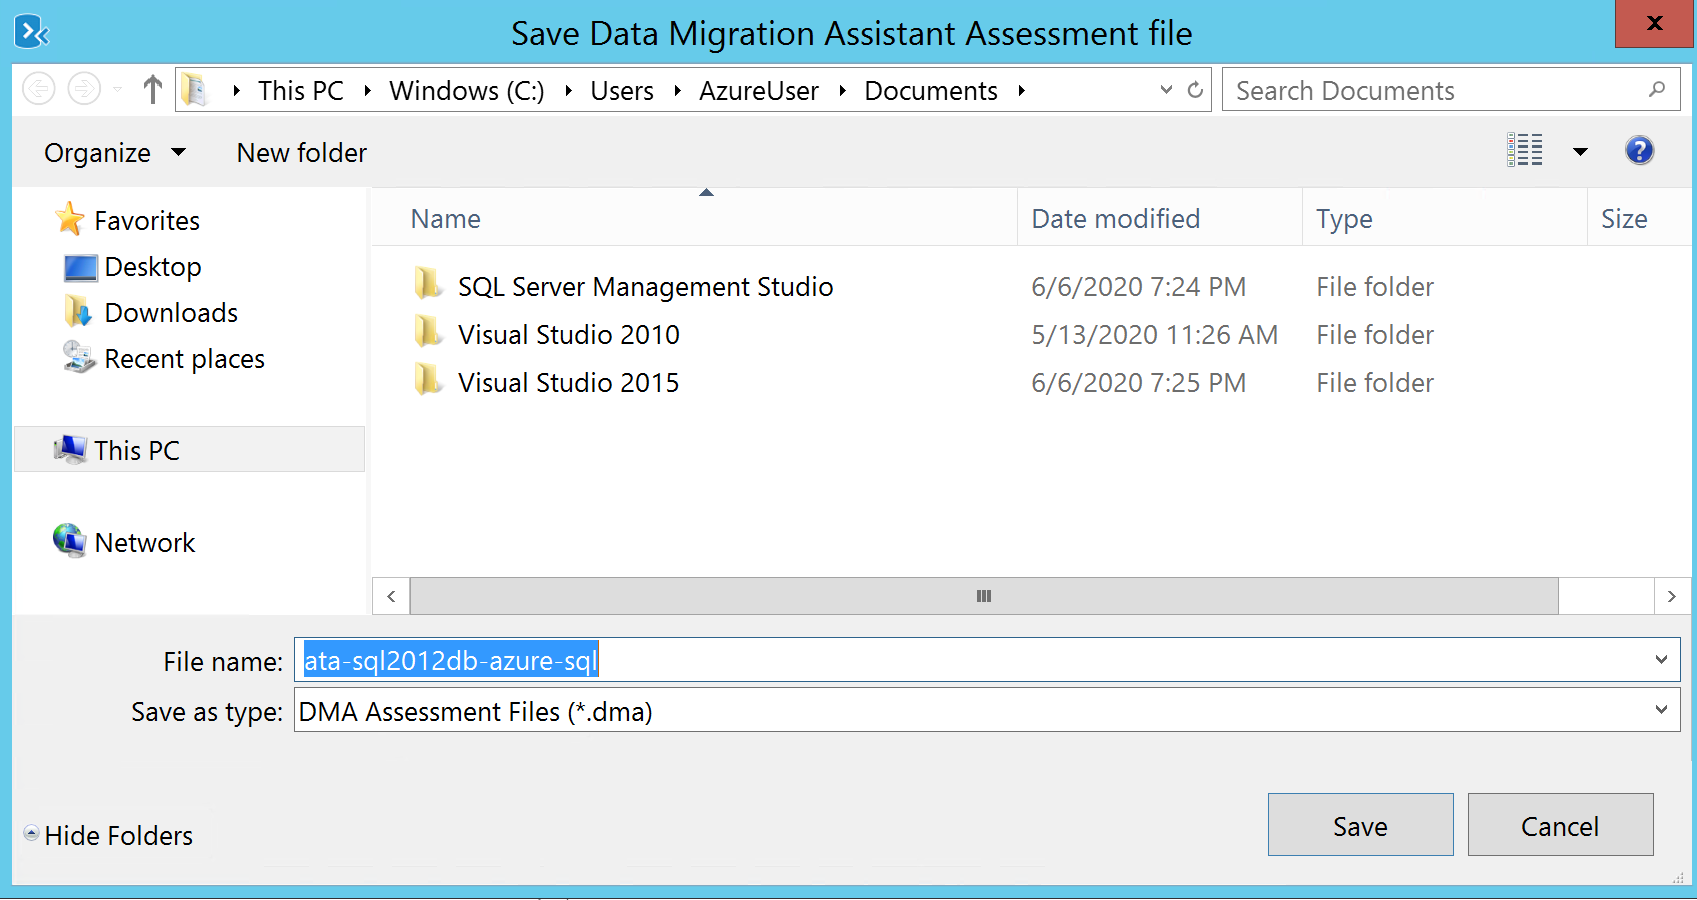 Save Data Migration Assistant Assessment file
x
This PC Windows (C:) Users AzureUser Documents
Search Documents
Organize New folder
?
Name Date modified Type Size
Favorites
Desktop
Downloads
Recent places
This PC
Network
SQL Server Management Studio 6/6/2020 7:24 PM File folder
Visual Studio 2010 5/13/2020 11:26 AM File folder
Visual Studio 2015 6/6/2020 7:25 PM File folder
File name: ata-sql2012db-azure-sql
Save as type: DMA Assessment Files (*.dma)
Hide Folders
Save Cancel